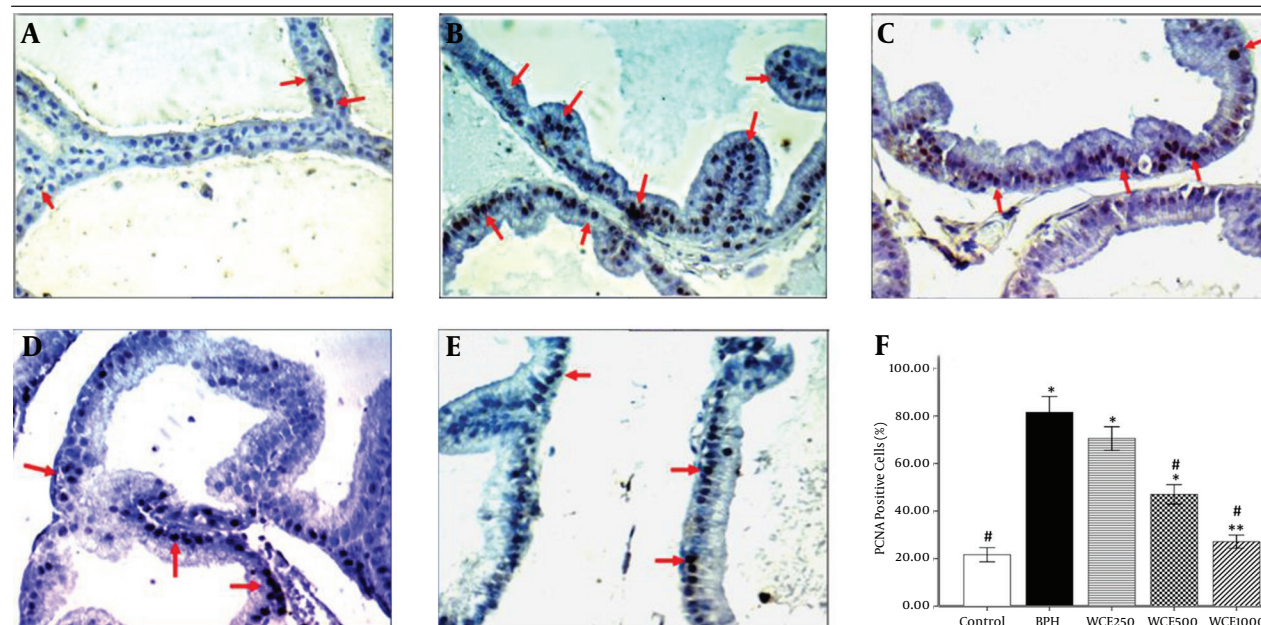 A
B
C
D
E
F
100.00
80.00
60.00
40.00
20.00
0.00
PCNA Positive Cells (%)
#
*
*
#
*
#
**
Control
BPH
WCE250
WCE500
WCE1000